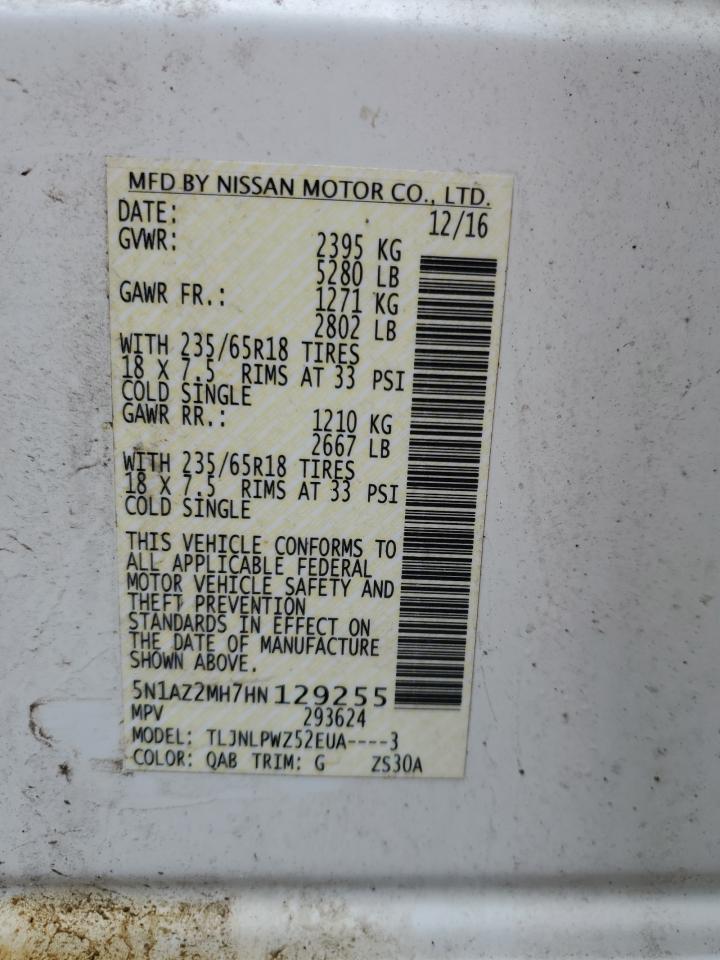 MFD BY NISSAN MOTOR CO., LTD.
DATE: 12/16
GVWR: 2395 KG
5280 LB
GAWR FR.: 1271 KG
2802 LB
WITH 235/65R18 TIRES
18 X 7.5 RIMS AT 33 PSI
COLD SINGLE
GAWR RR.: 1210 KG
2667 LB
WITH 235/65R18 TIRES
18 X 7.5 RIMS AT 33 PSI
COLD SINGLE
THIS VEHICLE CONFORMS TO
ALL APPLICABLE FEDERAL
MOTOR VEHICLE SAFETY AND
THEFT PREVENTION
STANDARDS IN EFFECT ON
THE DATE OF MANUFACTURE
SHOWN ABOVE.
5N1AZ2MH7HN129255
MPV 293624
MODEL: TLJNLPWZ52EUA----3
COLOR: QAB TRIM: G ZS30A